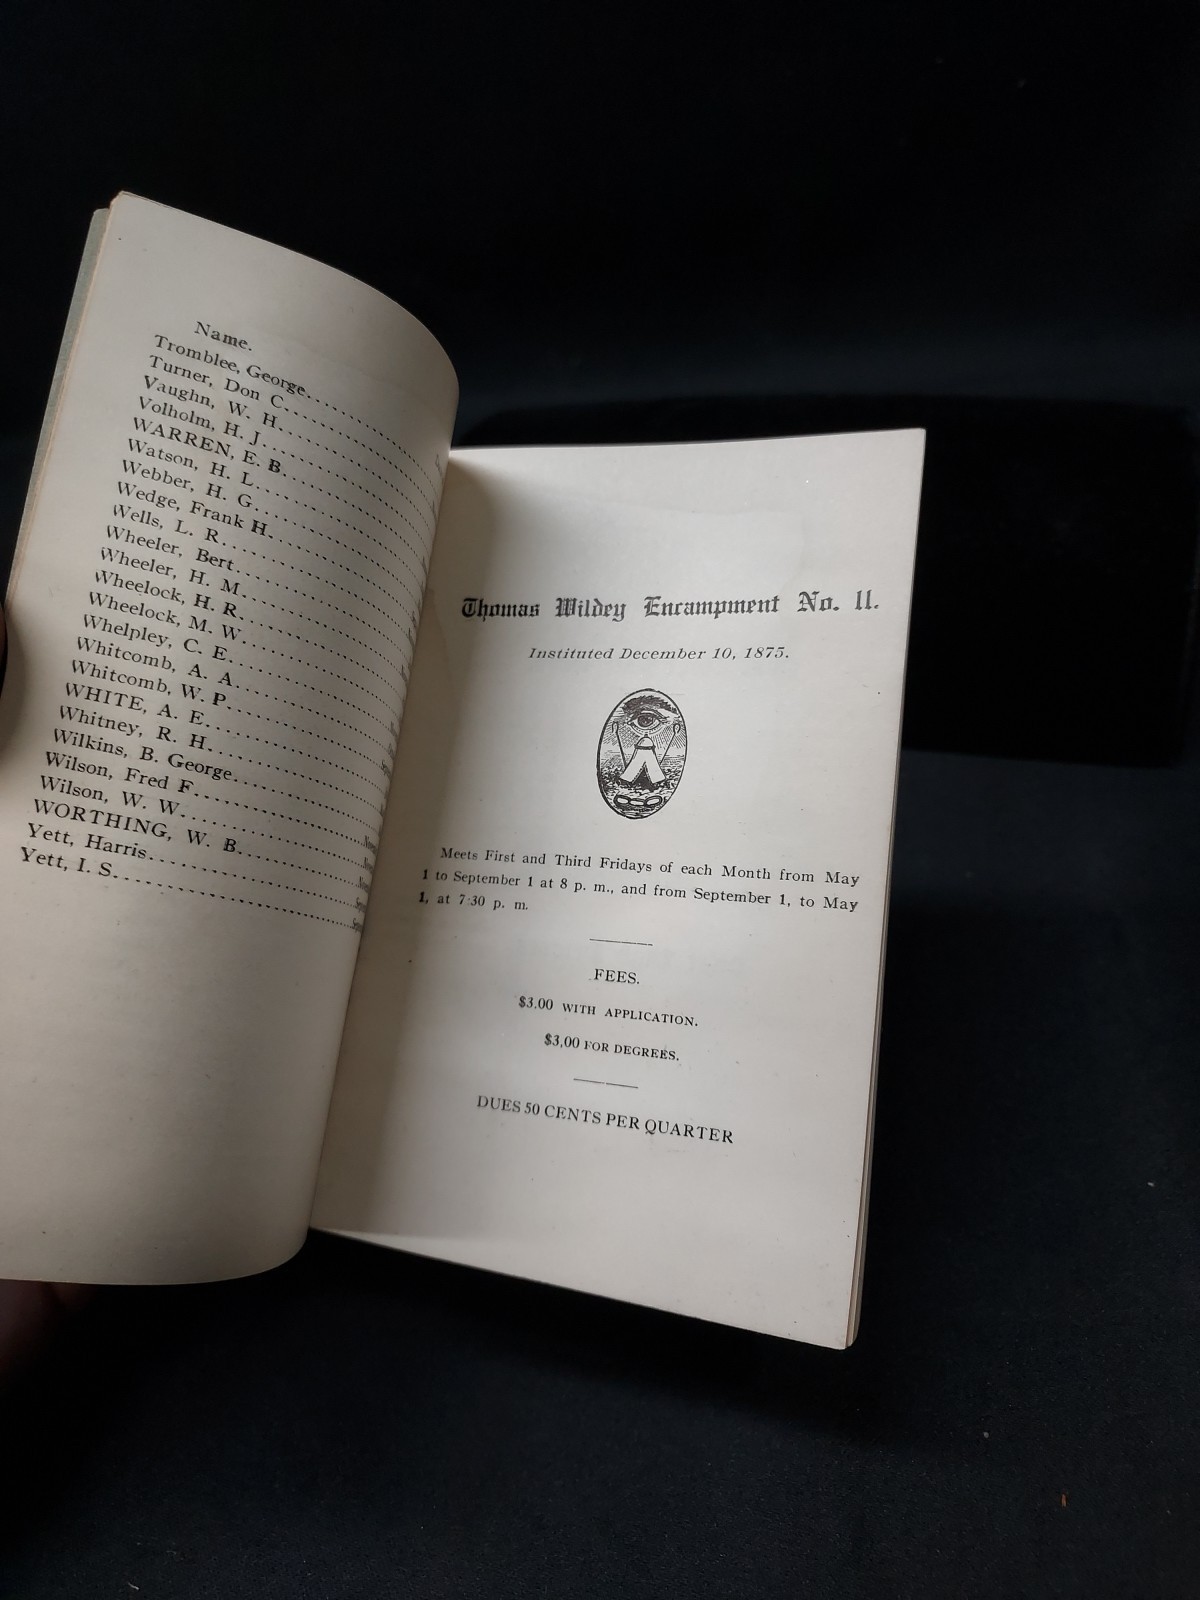 Name.
Tromblee, George
Turner, Don C
Vaughn, W. H.
Volholm, H. J
WARREN, E. B
Watson, H. L
Webber, H. G
Wedge, Frank H
Wells, L. R
Wheeler, Bert
Wheeler, H. M
Wheelock, H. R
Wheelock, M. W
Whelpley, C. E
Whitcomb, A. A
Whitcomb, W. P
WHITE, A. E
Whitney, R. H
Wilkins, B. George
Wilson, Fred F
Wilson, W. W
WORTHING, W. B
Yett, Harris
Yett, I. S
Thomas Wildey Encampment No. 11.
Instituted December 10, 1875.
Meets First and Third Fridays of each Month from May
1 to September 1 at 8 p. m., and from September 1, to May
1, at 7:30 p. m.
FEES.
$3.00 WITH APPLICATION.
$3.00 FOR DEGREES.
DUES 50 CENTS PER QUARTER